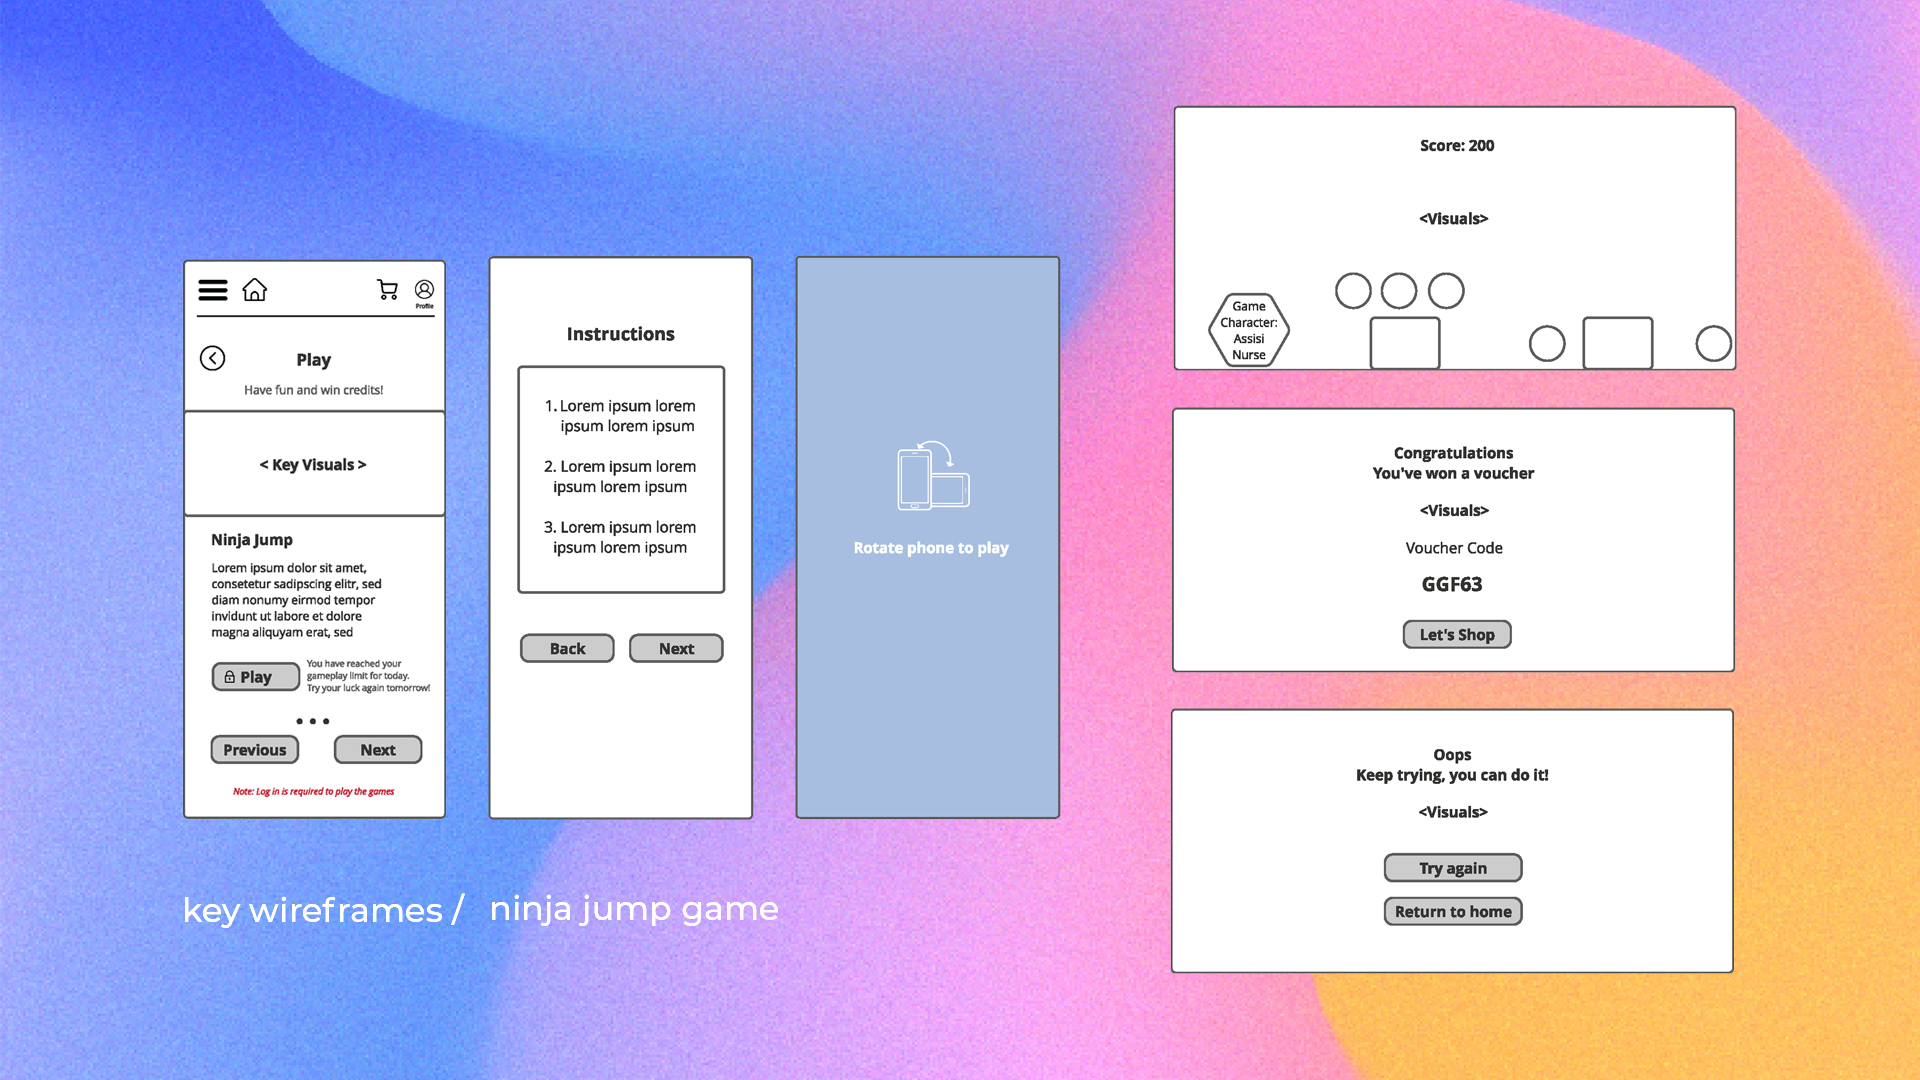 Profile
Play
Have fun and win credits!
< Key Visuals >
Ninja Jump
Lorem ipsum dolor sit amet,
consetetur sadipscing elitr, sed
diam nonumy eirmod tempor
invidunt ut labore et dolore
magna aliquyam erat, sed
Play
You have reached your
gameplay limit for today.
Try your luck again tomorrow!
Previous
Next
Note: Log in is required to play the games
Instructions
1. Lorem ipsum lorem
ipsum lorem ipsum
2. Lorem ipsum lorem
ipsum lorem ipsum
3. Lorem ipsum lorem
ipsum lorem ipsum
Back
Next
Rotate phone to play
Score: 200
<Visuals>
Game
Character:
Assisi
Nurse
Congratulations
You've won a voucher
<Visuals>
Voucher Code
GGF63
Let's Shop
Oops
Keep trying, you can do it!
<Visuals>
Try again
Return to home
key wireframes / ninja jump game